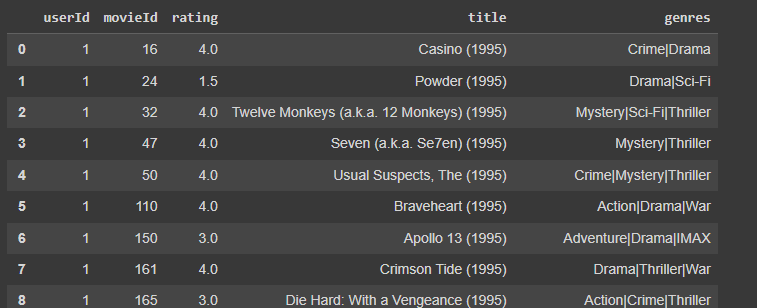 userId movieId rating title genres
0 1 16 4.0 Casino (1995) Crime|Drama
1 1 24 1.5 Powder (1995) Drama|Sci-Fi
2 1 32 4.0 Twelve Monkeys (a.k.a. 12 Monkeys) (1995) Mystery|Sci-Fi|Thriller
3 1 47 4.0 Seven (a.k.a. Se7en) (1995) Mystery|Thriller
4 1 50 4.0 Usual Suspects, The (1995) Crime|Mystery|Thriller
5 1 110 4.0 Braveheart (1995) Action|Drama|War
6 1 150 3.0 Apollo 13 (1995) Adventure|Drama|IMAX
7 1 161 4.0 Crimson Tide (1995) Drama|Thriller|War
8 1 165 3.0 Die Hard: With a Vengeance (1995) Action|Crime|Thriller